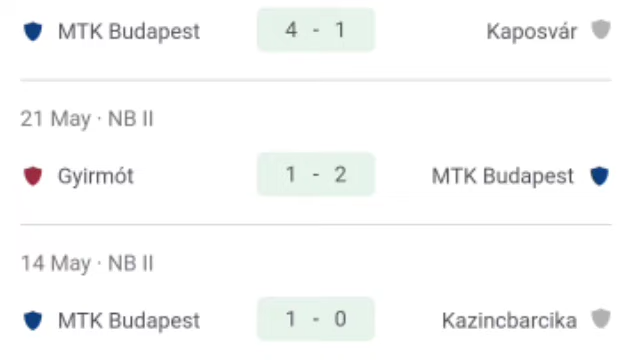 MTK Budapest 4 - 1 Kaposvár
21 May · NB II
Gyirmót 1 - 2 MTK Budapest
14 May · NB II
MTK Budapest 1 - 0 Kazincbarcika